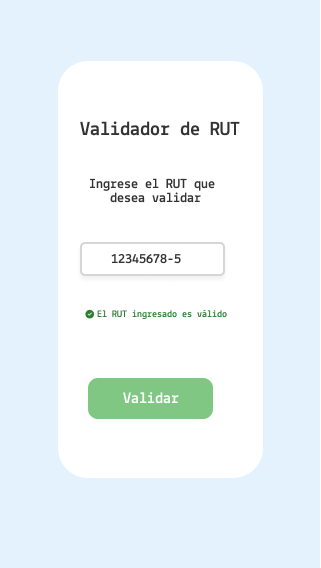 Validador de RUT
Ingrese el RUT que
desea validar
12345678-5
El RUT ingresado es válido
Validar